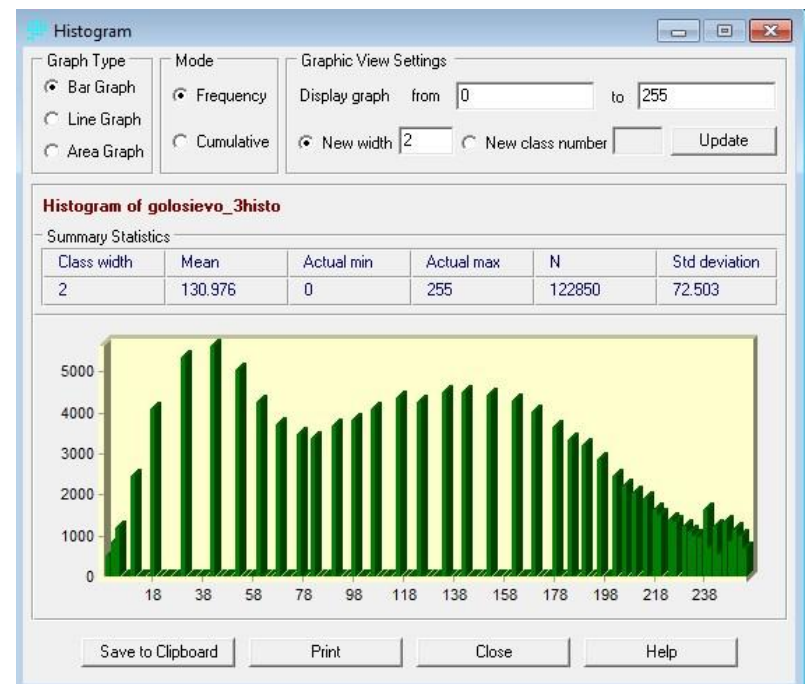 Histogram
Graph Type
Bar Graph
Line Graph
Area Graph
Mode
Frequency
Cumulative
Graphic View Settings
Display graph from 0 to 255
New width 2 New class number Update
Histogram of golosievo_3histo
Summary Statistics
Class width Mean Actual min Actual max N Std deviation
2 130.976 0 255 122850 72.503
5000
4000
3000
2000
1000
0
18 38 58 78 98 118 138 158 178 198 218 238
Save to Clipboard Print Close Help